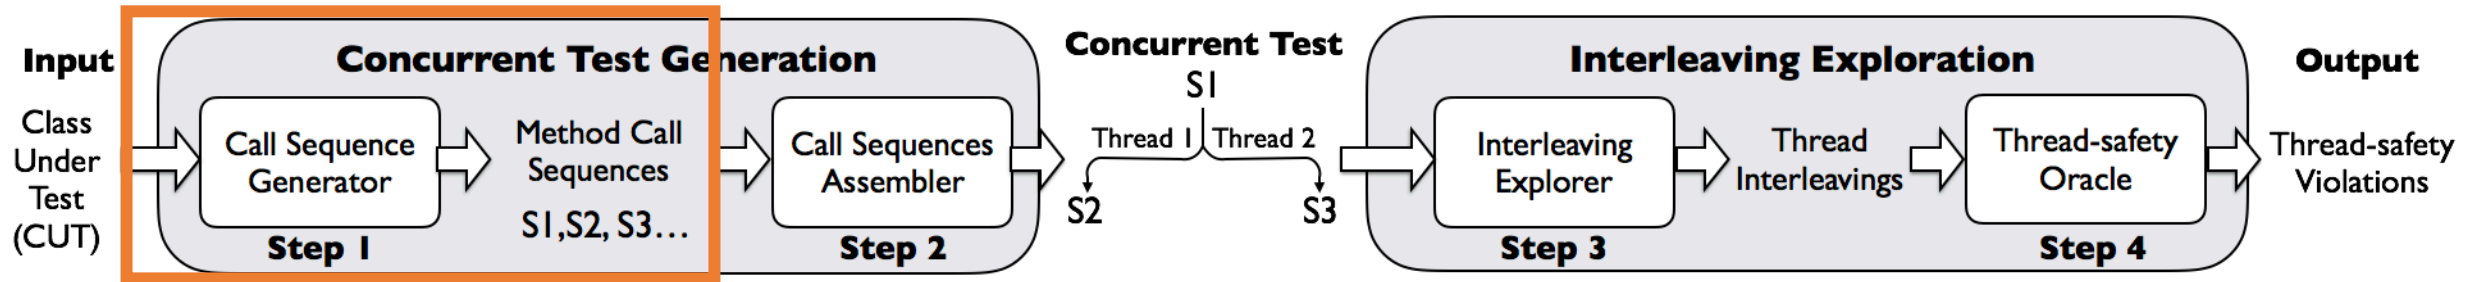 Input
Class
Under
Test
(CUT)
Concurrent Test Generation
Call Sequence
Generator
Step 1
Method Call
Sequences
S1,S2, S3...
Call Sequences
Assembler
Step 2
Concurrent Test
S1
Thread 1
Thread 2
S2
S3
Interleaving Exploration
Interleaving
Explorer
Step 3
Thread
Interleavings
Thread-safety
Oracle
Step 4
Output
Thread-safety
Violations